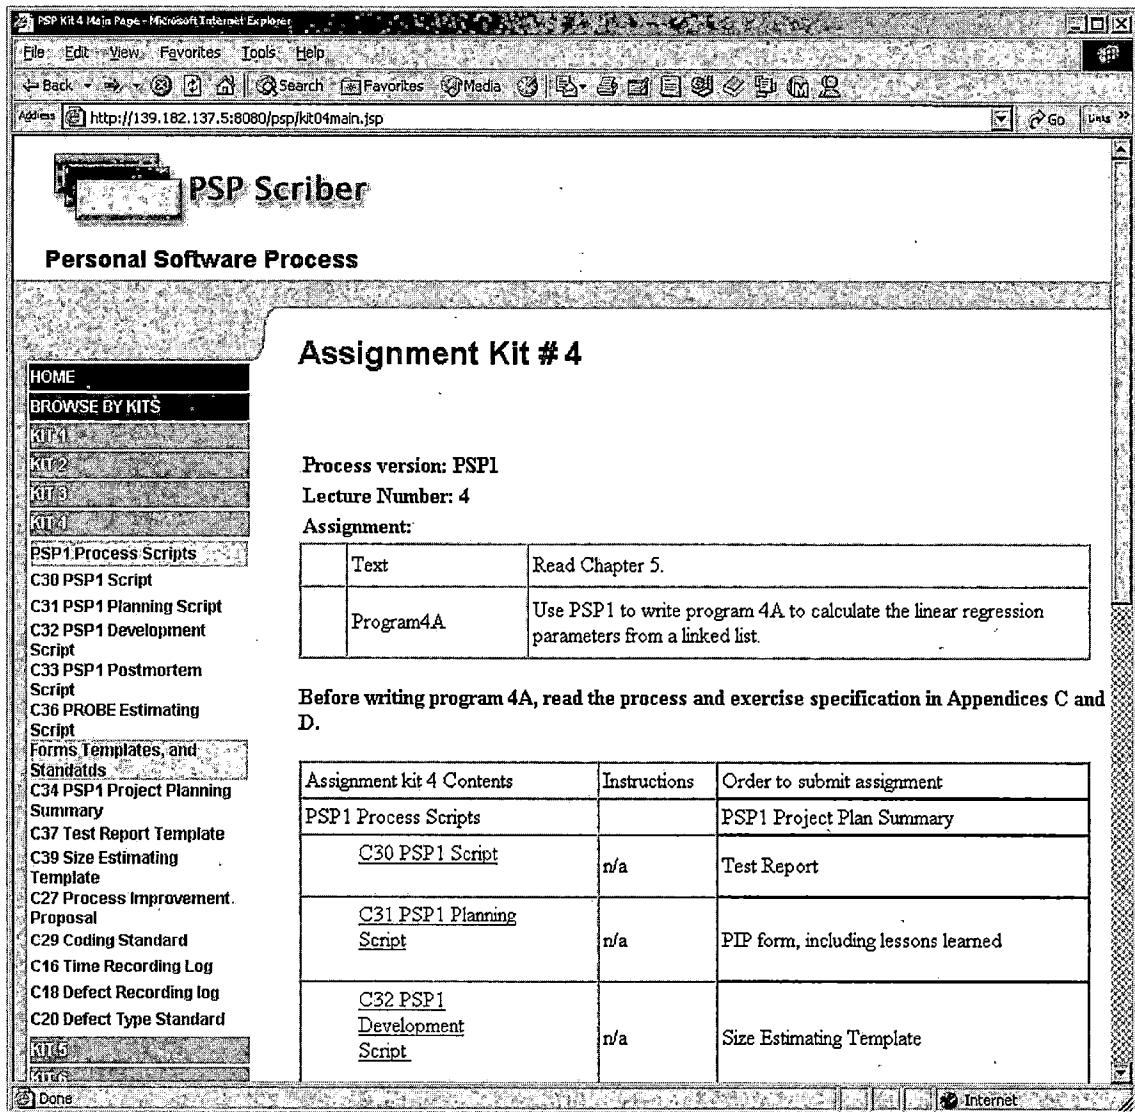 PSP Kit 4 Main Page - Microsoft Internet Explorer
File Edit View Favorites Tools Help
Back Search Favorites Media
Address http://139.182.137.5:8080/psp/kit04main.jsp Go Links »
PSP Scriber
Personal Software Process
Assignment Kit # 4
HOME
BROWSE BY KITS
KIT 1
KIT 2
KIT 3
KIT 4
PSP1 Process Scripts
C30 PSP1 Script
C31 PSP1 Planning Script
C32 PSP1 Development
Script
C33 PSP1 Postmortem
Script
C36 PROBE Estimating
Script
Forms Templates, and
Standatds
C34 PSP1 Project Planning
Summary
C37 Test Report Template
C39 Size Estimating
Template
C27 Process Improvement
Proposal
C29 Coding Standard
C16 Time Recording Log
C18 Defect Recording log
C20 Defect Type Standard
KIT 5
KIT 6
Process version: PSP1
Lecture Number: 4
Assignment:
Text Read Chapter 5.
Program4A Use PSP1 to write program 4A to calculate the linear regression
parameters from a linked list.
Before writing program 4A, read the process and exercise specification in Appendices C and
D.
Assignment kit 4 Contents Instructions Order to submit assignment
PSP1 Process Scripts PSP1 Project Plan Summary
C30 PSP1 Script n/a Test Report
C31 PSP1 Planning
Script n/a PIP form, including lessons learned
C32 PSP1
Development
Script n/a Size Estimating Template
Done Internet